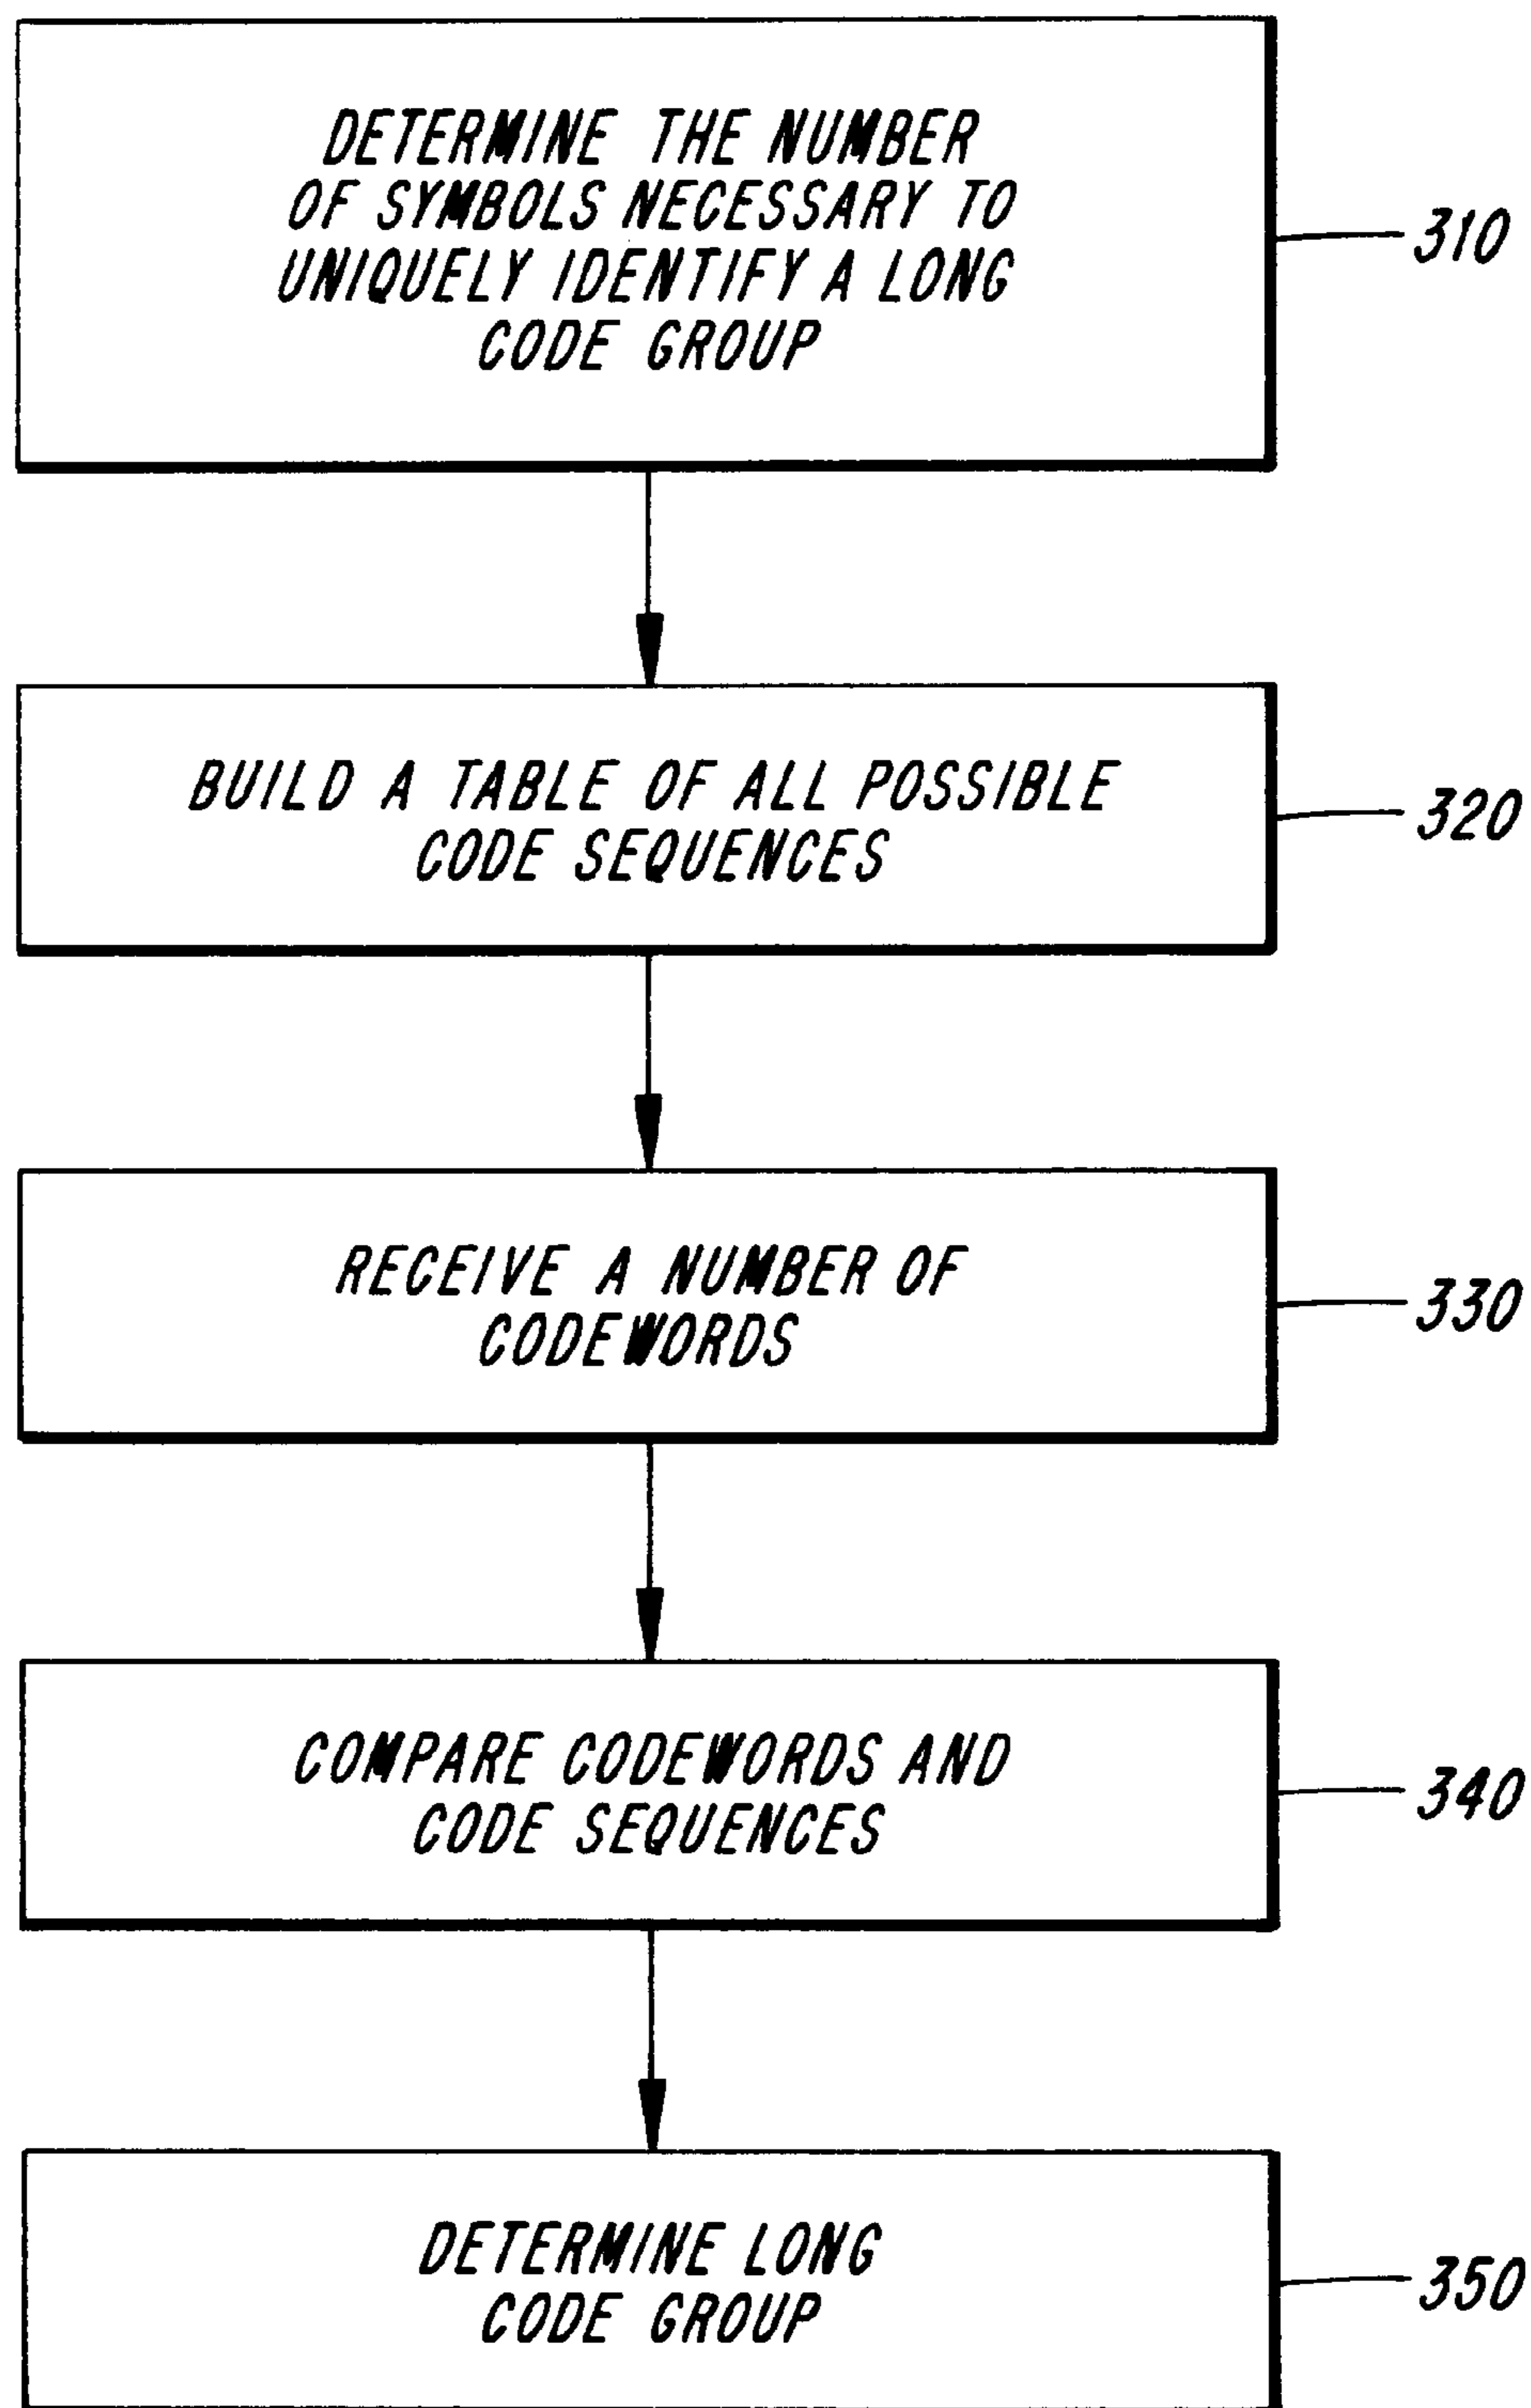 DETERMINE THE NUMBER
OF SYMBOLS NECESSARY TO
UNIQUELY IDENTIFY A LONG
CODE GROUP
310
BUILD A TABLE OF ALL POSSIBLE
CODE SEQUENCES
320
RECEIVE A NUMBER OF
CODEWORDS
330
COMPARE CODEWORDS AND
CODE SEQUENCES
340
DETERMINE LONG
CODE GROUP
350